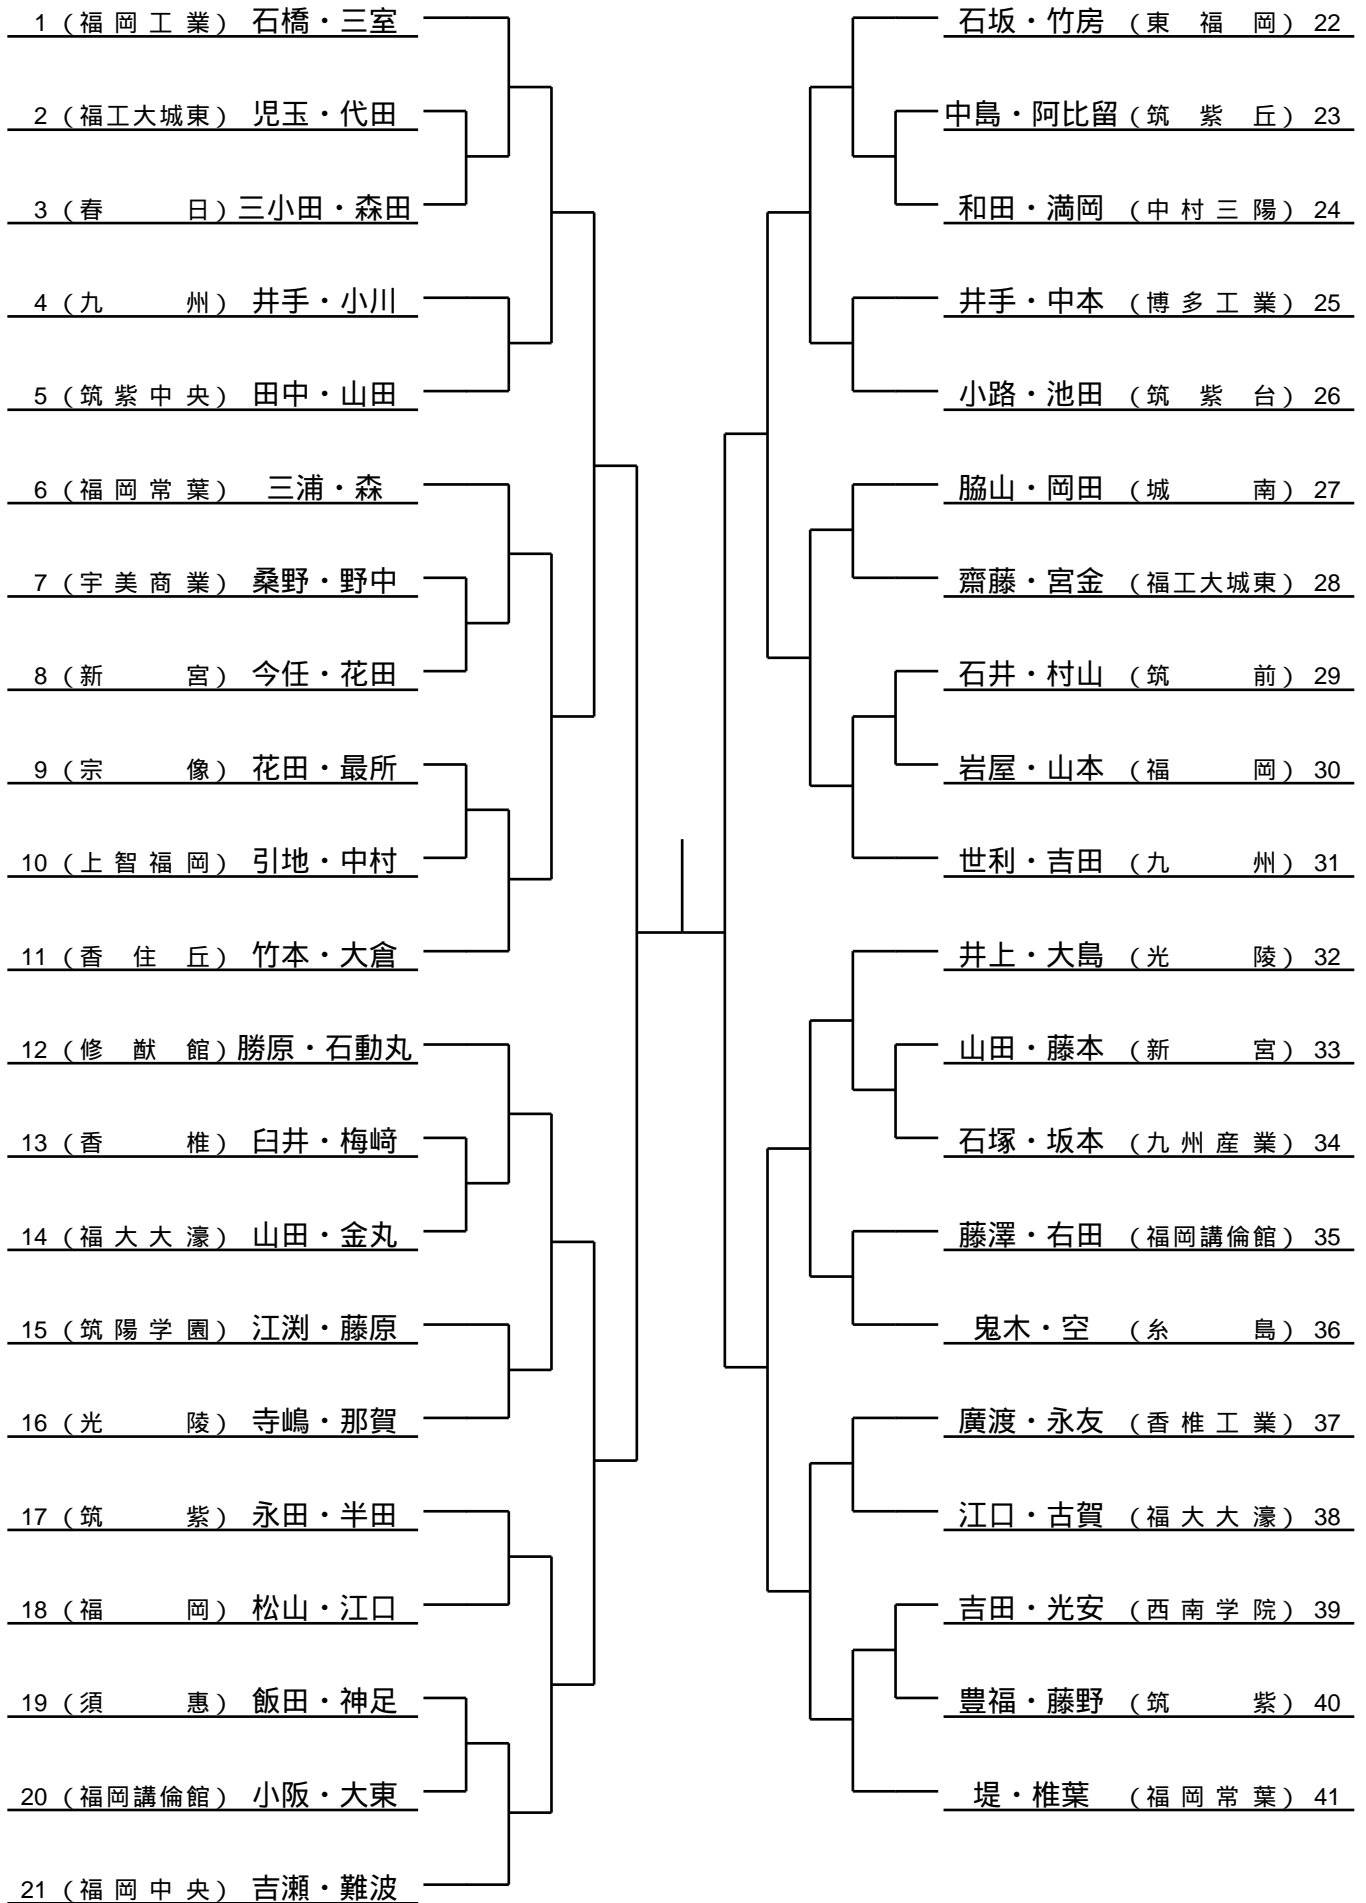 1 （福岡工業） 石橋・三室
2 （福工大城東） 児玉・代田
3 （春日） 三小田・森田
4 （九州） 井手・小川
5 （筑紫中央） 田中・山田
6 （福岡常葉） 三浦・森
7 （宇美商業） 桑野・野中
8 （新宮） 今任・花田
9 （宗像） 花田・最所
10 （上智福岡） 引地・中村
11 （香住丘） 竹本・大倉
12 （修猷館） 勝原・石動丸
13 （香椎） 臼井・梅﨑
14 （福大大濠） 山田・金丸
15 （筑陽学園） 江渕・藤原
16 （光陵） 寺嶋・那賀
17 （筑紫） 永田・半田
18 （福岡） 松山・江口
19 （須惠） 飯田・神足
20 （福岡講倫館） 小阪・大東
21 （福岡中央） 吉瀬・難波
石坂・竹房 （東福岡） 22
中島・阿比留 （筑紫丘） 23
和田・満岡 （中村三陽） 24
井手・中本 （博多工業） 25
小路・池田 （筑紫台） 26
脇山・岡田 （城南） 27
齋藤・宮金 （福工大城東） 28
石井・村山 （筑前） 29
岩屋・山本 （福岡） 30
世利・吉田 （九州） 31
井上・大島 （光陵） 32
山田・藤本 （新宮） 33
石塚・坂本 （九州産業） 34
藤澤・右田 （福岡講倫館） 35
鬼木・空 （糸島） 36
廣渡・永友 （香椎工業） 37
江口・古賀 （福大大濠） 38
吉田・光安 （西南学院） 39
豊福・藤野 （筑紫） 40
堤・椎葉 （福岡常葉） 41